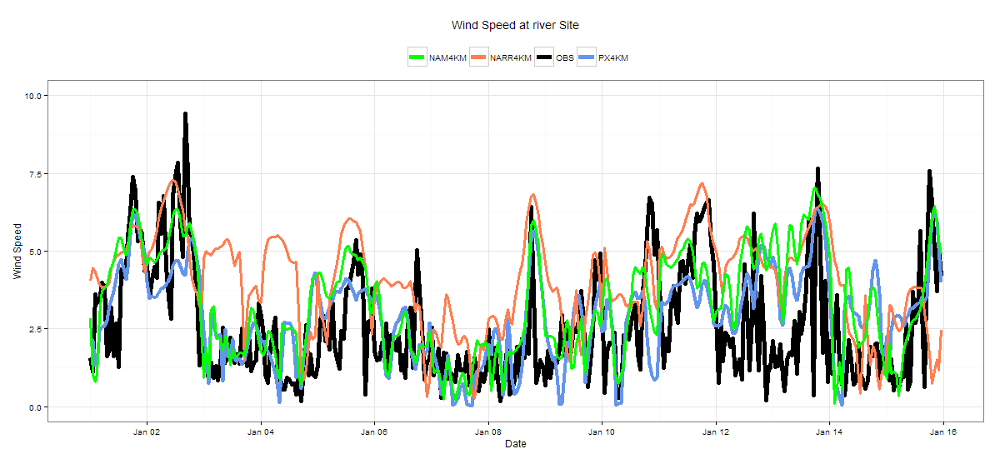 Wind Speed at river Site
NAM4KM NARR4KM OBS PX4KM
10.0
7.5
5.0
2.5
0.0
Wind Speed
Jan 02 Jan 04 Jan 06 Jan 08 Jan 10 Jan 12 Jan 14 Jan 16
Date